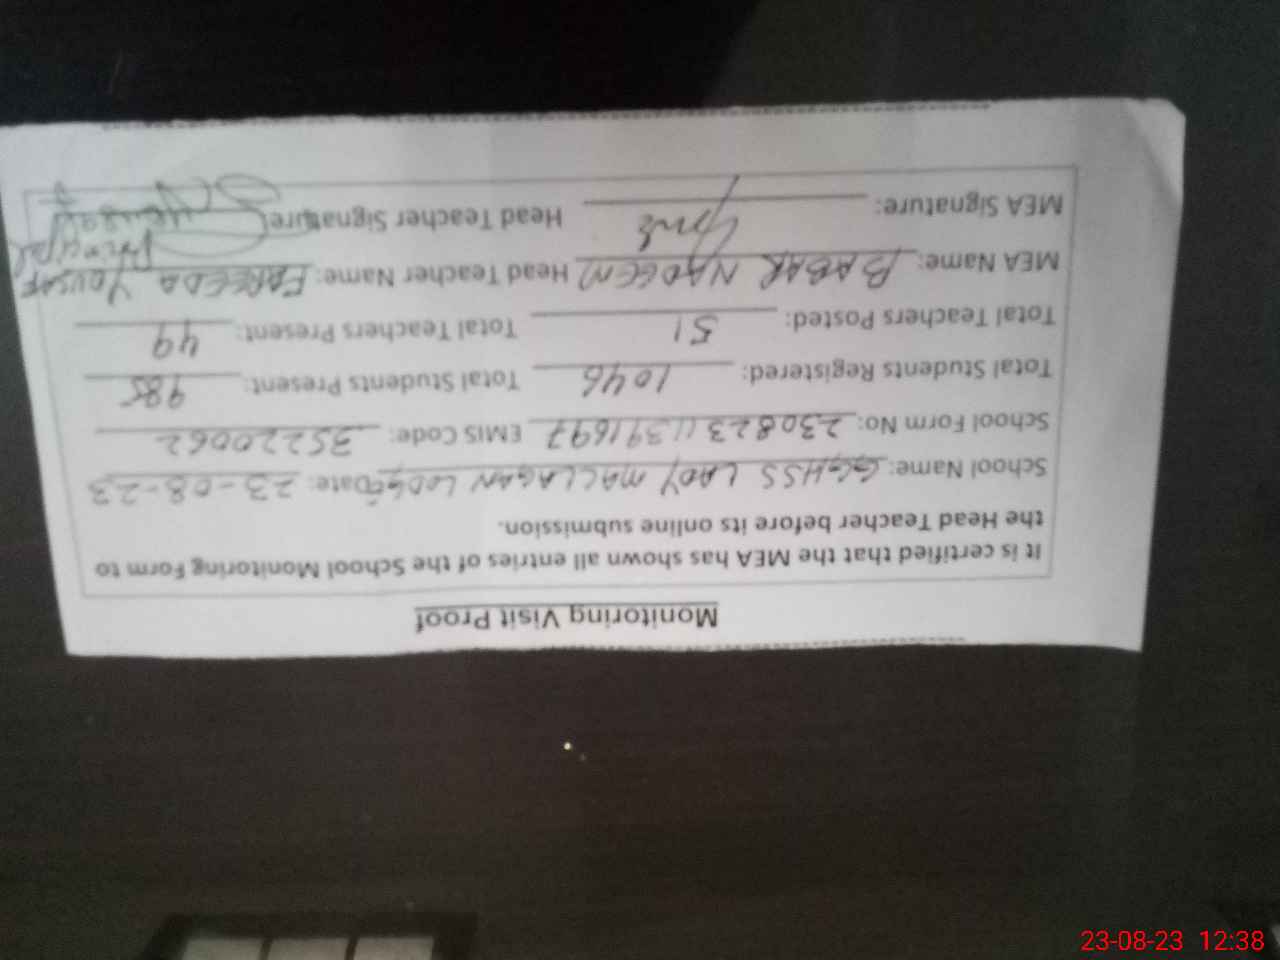 Monitoring Visit Proof
It is certified that the MEA has shown all entries of the School Monitoring Form to
the Head Teacher before its online submission.
School Name: GGHSS LADY MACLAGAN LODGE Date: 23-08-23
School Form No: 230823 11391697 EMIS Code: 35220062
Total Students Registered: 1046 Total Students Present: 985
Total Teachers Posted: 51 Total Teachers Present: 49
MEA Name: BABAR NADEEM Head Teacher Name: FAREEDA YOUSAF
Principal
MEA Signature: Head Teacher Signature:
23-08-23 12:38